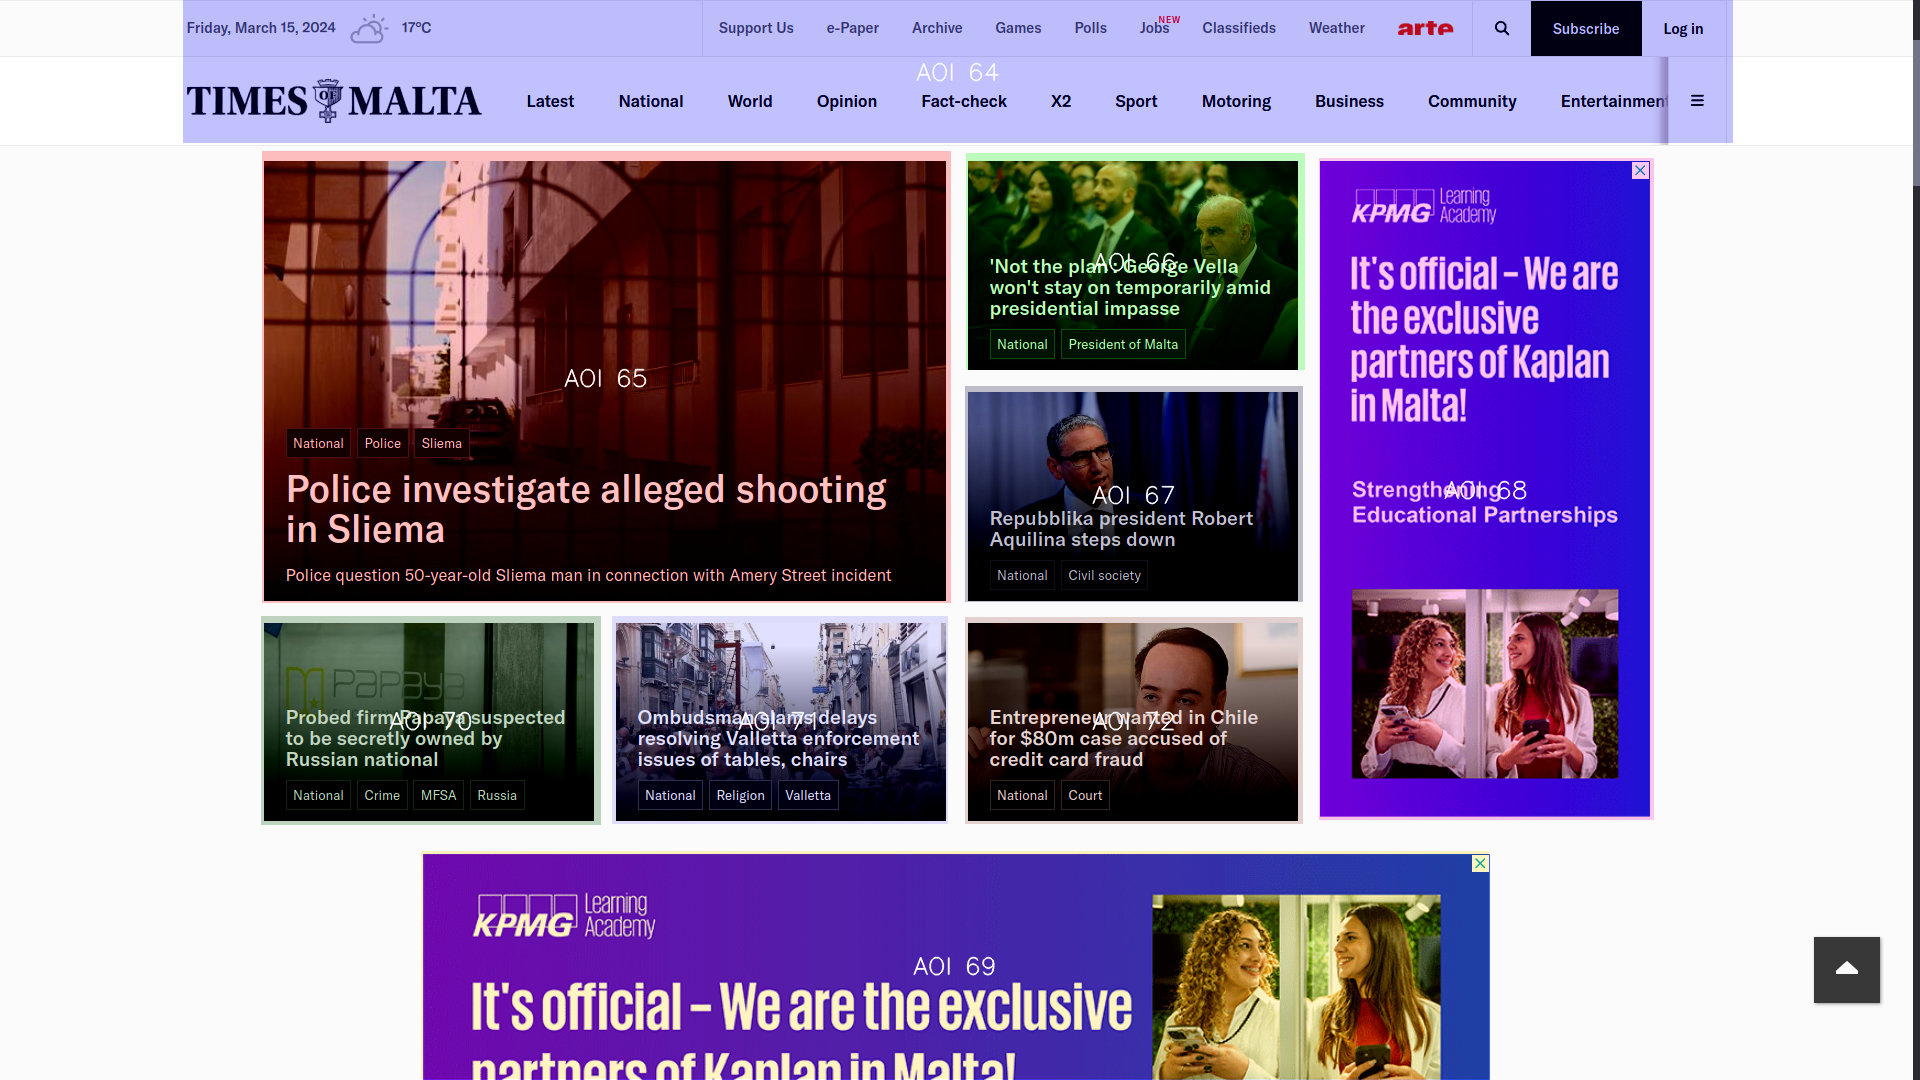 Friday, March 15, 2024 17°C Support Us e-Paper Archive Games Polls Jobs NEW Classifieds Weather arte Subscribe Log in
AOI 64
TIMES OF MALTA Latest National World Opinion Fact-check X2 Sport Motoring Business Community Entertainment
AOI 65
National Police Sliema
Police investigate alleged shooting
in Sliema
Police question 50-year-old Sliema man in connection with Amery Street incident
AOI 66
'Not the plan': George Vella
won't stay on temporarily amid
presidential impasse
National President of Malta
AOI 67
Repubblika president Robert
Aquilina steps down
National Civil society
KPMG Learning
Academy
It's official – We are
the exclusive
partners of Kaplan
in Malta!
AOI 68
Strengthening
Educational Partnerships
PAPAYA
AOI 70
Probed firm Papaya suspected
to be secretly owned by
Russian national
National Crime MFSA Russia
AOI 71
Ombudsman slams delays
resolving Valletta enforcement
issues of tables, chairs
National Religion Valletta
AOI 72
Entrepreneur wanted in Chile
for $80m case accused of
credit card fraud
National Court
KPMG Learning
Academy
AOI 69
It's official – We are the exclusive
partners of Kaplan in Malta!